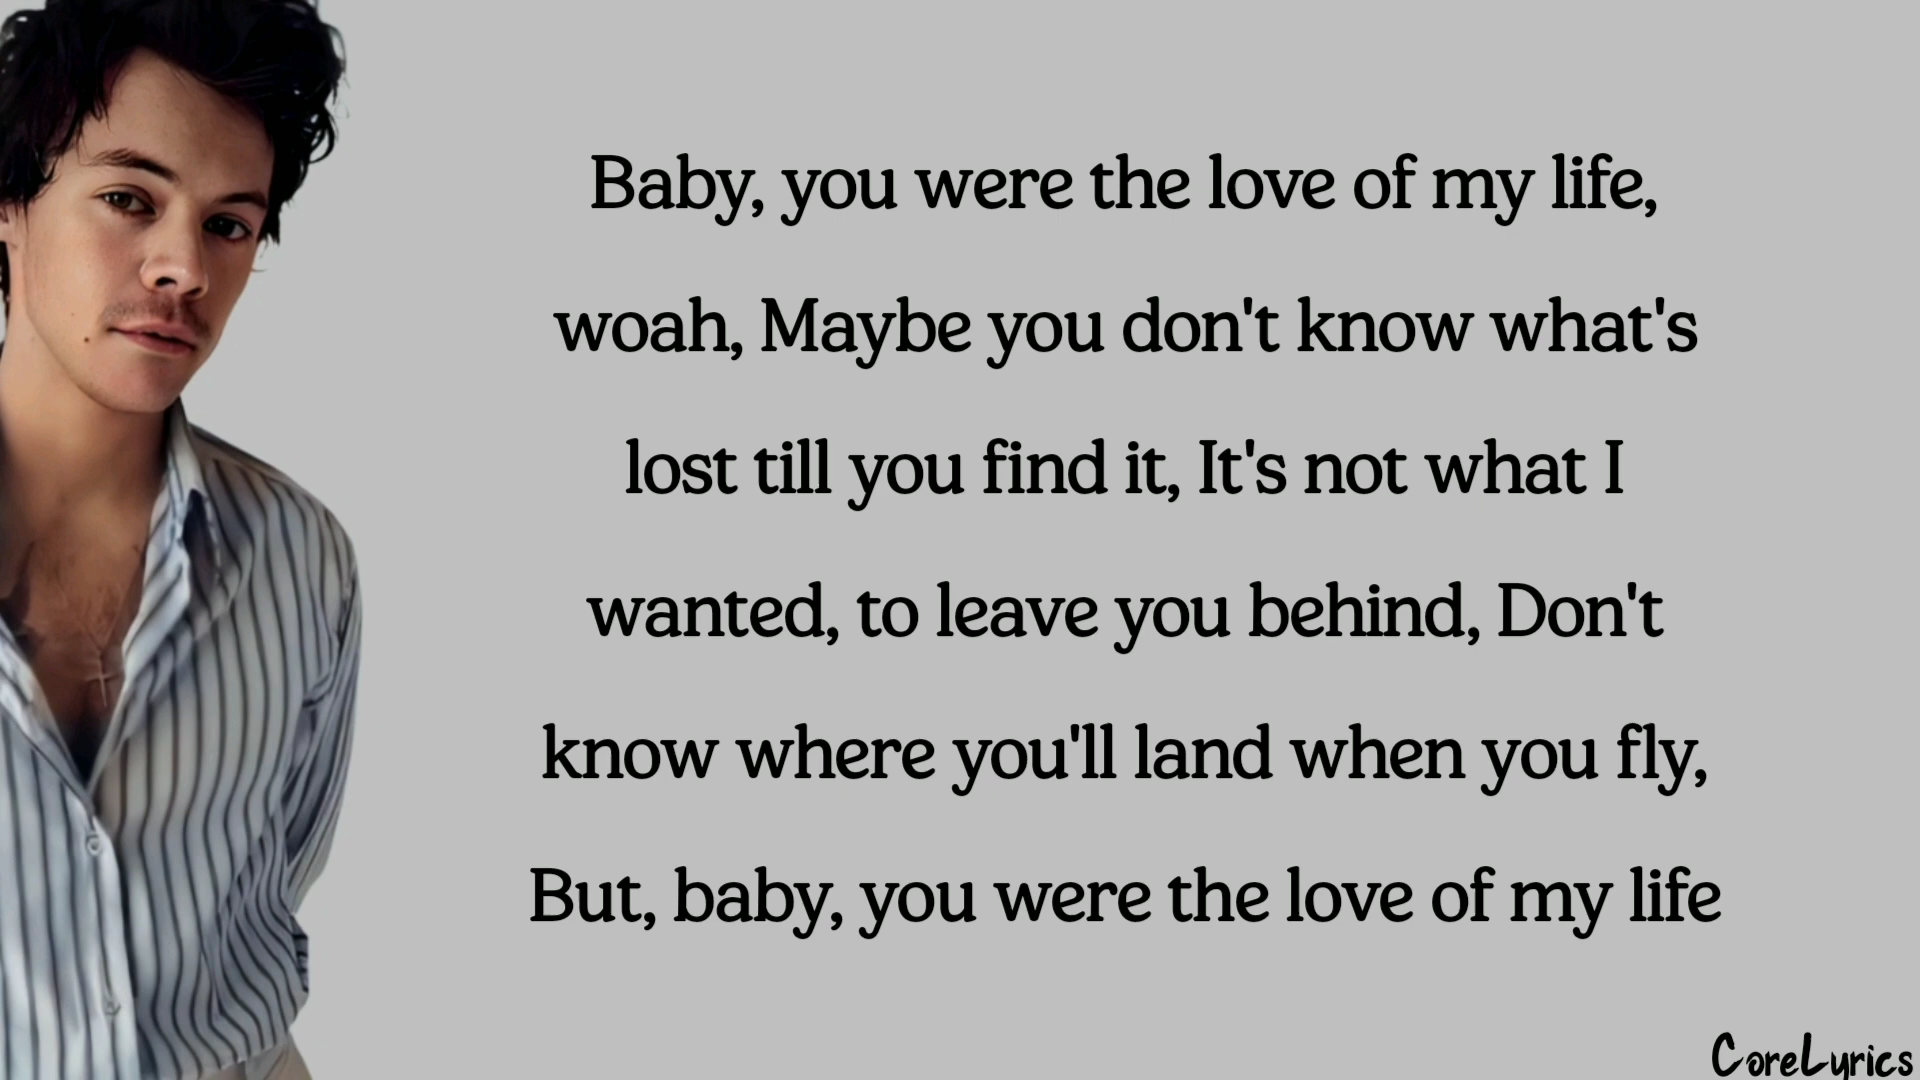 Baby, you were the love of my life,
woah, Maybe you don't know what's
lost till you find it, It's not what I
wanted, to leave you behind, Don't
know where you'll land when you fly,
But, baby, you were the love of my life
CoreLyrics